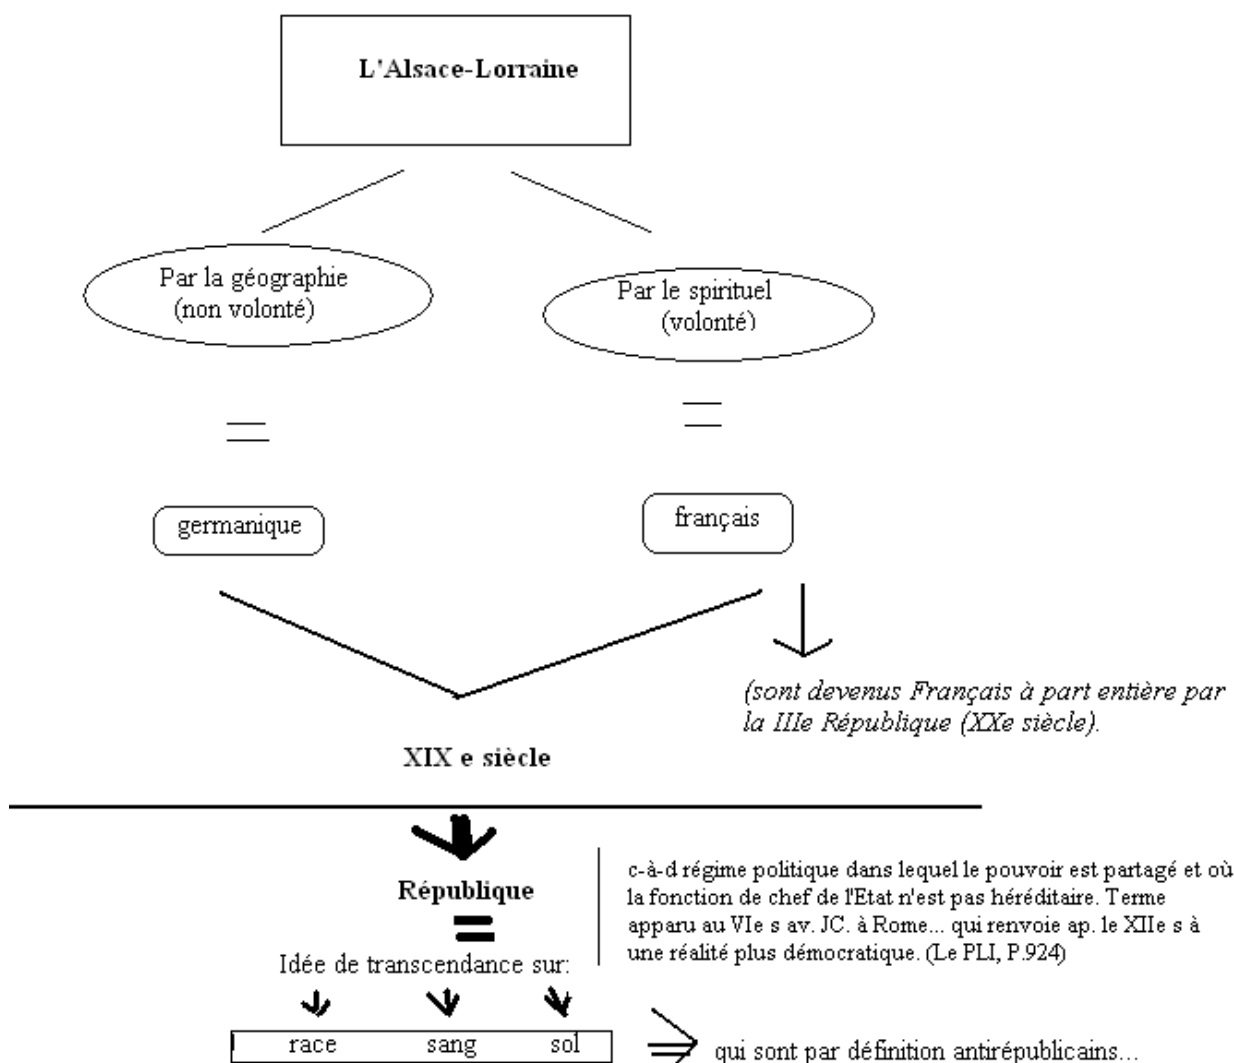 L'Alsace-Lorraine
Par la géographie
(non volonté)
Par le spirituel
(volonté)
germanique
français
(sont devenus Français à part entière par
la IIIe République (XXe siècle).
XIX e siècle
République
c-à-d régime politique dans lequel le pouvoir est partagé et où
la fonction de chef de l'Etat n'est pas héréditaire. Terme
apparu au VIe s av. JC. à Rome... qui renvoie ap. le XIIe s à
une réalité plus démocratique. (Le PLI, P.924)
Idée de transcendance sur:
race sang sol
qui sont par définition antirépublicains...